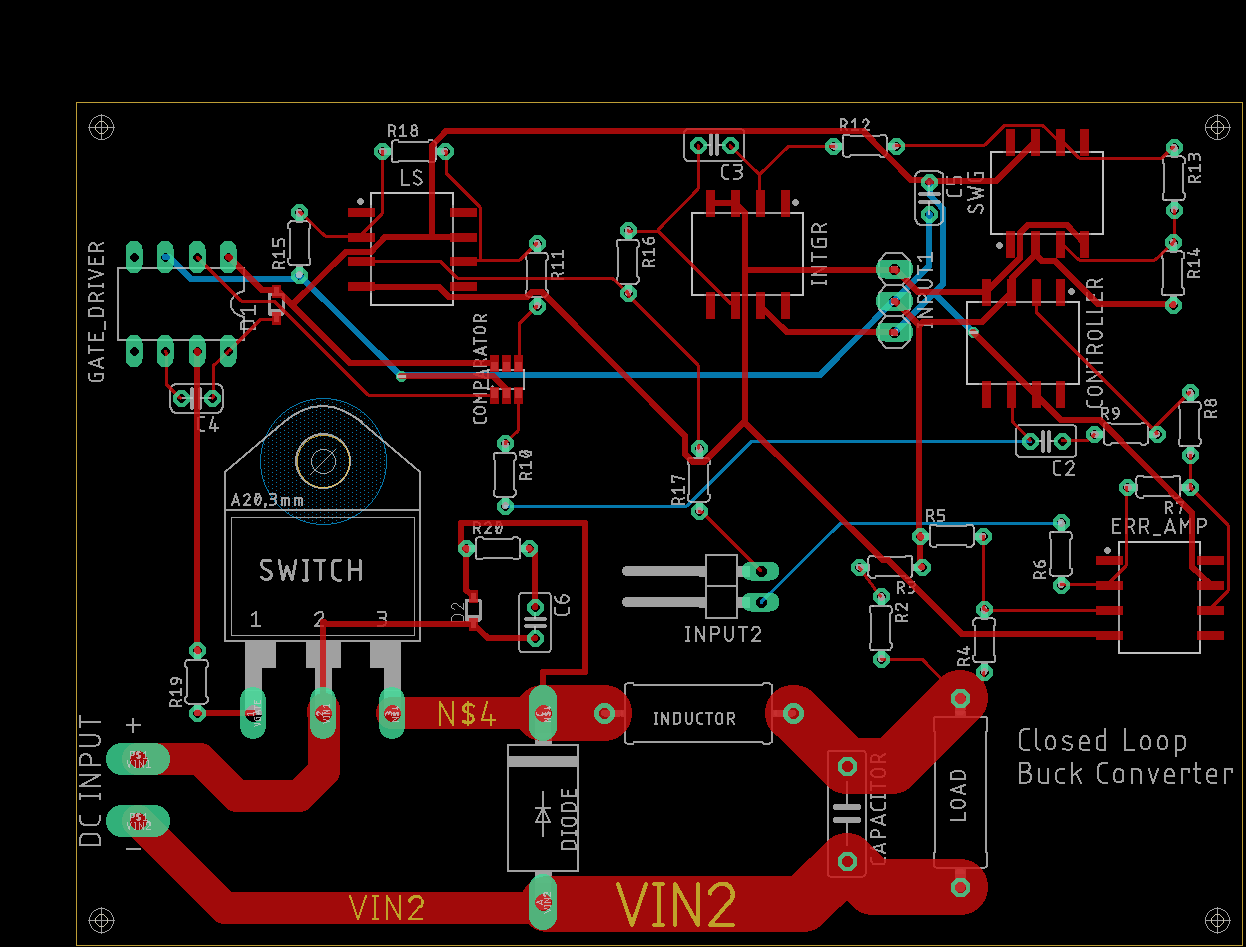 R18
LS
C3
R12
C5
SWG
R13
R15
R11
R16
INTGR
INPUT1
R14
GATE_DRIVER
D1
COMPARATOR
CONTROLLER
C4
R9
R8
C2
R10
R17
R7
ERR_AMP
A20,3mm
SWITCH
1
2
3
R20
D2
C6
INPUT2
R5
R3
R2
R6
R4
R19
DC INPUT
+
-
N$4
INDUCTOR
DIODE
CAPACITOR
LOAD
Closed Loop
Buck Converter
VIN2
VIN2